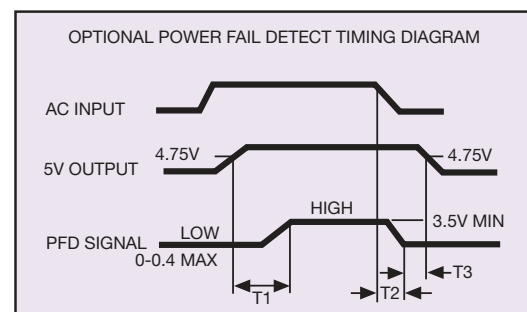 OPTIONAL POWER FAIL DETECT TIMING DIAGRAM
AC INPUT
4.75V
4.75V
5V OUTPUT
HIGH
LOW
3.5V MIN
PFD SIGNAL
0-0.4 MAX
T3
T1
T2